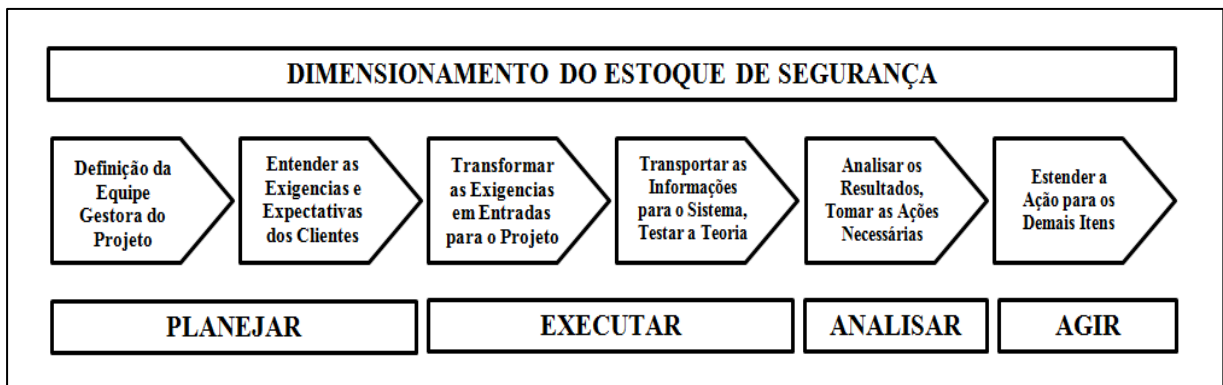 DIMENSIONAMENTO DO ESTOQUE DE SEGURANÇA
Definição da
Equipe
Gestora do
Projeto
Entender as
Exigencias e
Expectativas
dos Clientes
Transformar
as Exigencias
em Entradas
para o Projeto
Transportar as
Informações
para o Sistema,
Testar a Teoria
Analisar os
Resultados,
Tomar as Ações
Necessárias
Estender a
Ação para os
Demais Itens
PLANEJAR
EXECUTAR
ANALISAR
AGIR